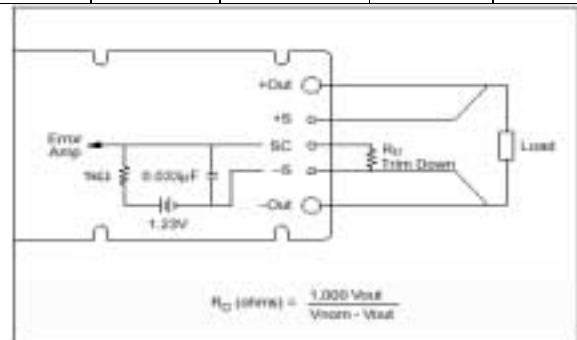 +Out
+S
Error
Amp
SC
RD
Trim Down
Load
1KΩ
0.033µF
–S
–Out
1.23V
RD (ohms) = 1,000 Vout
Vnom - Vout